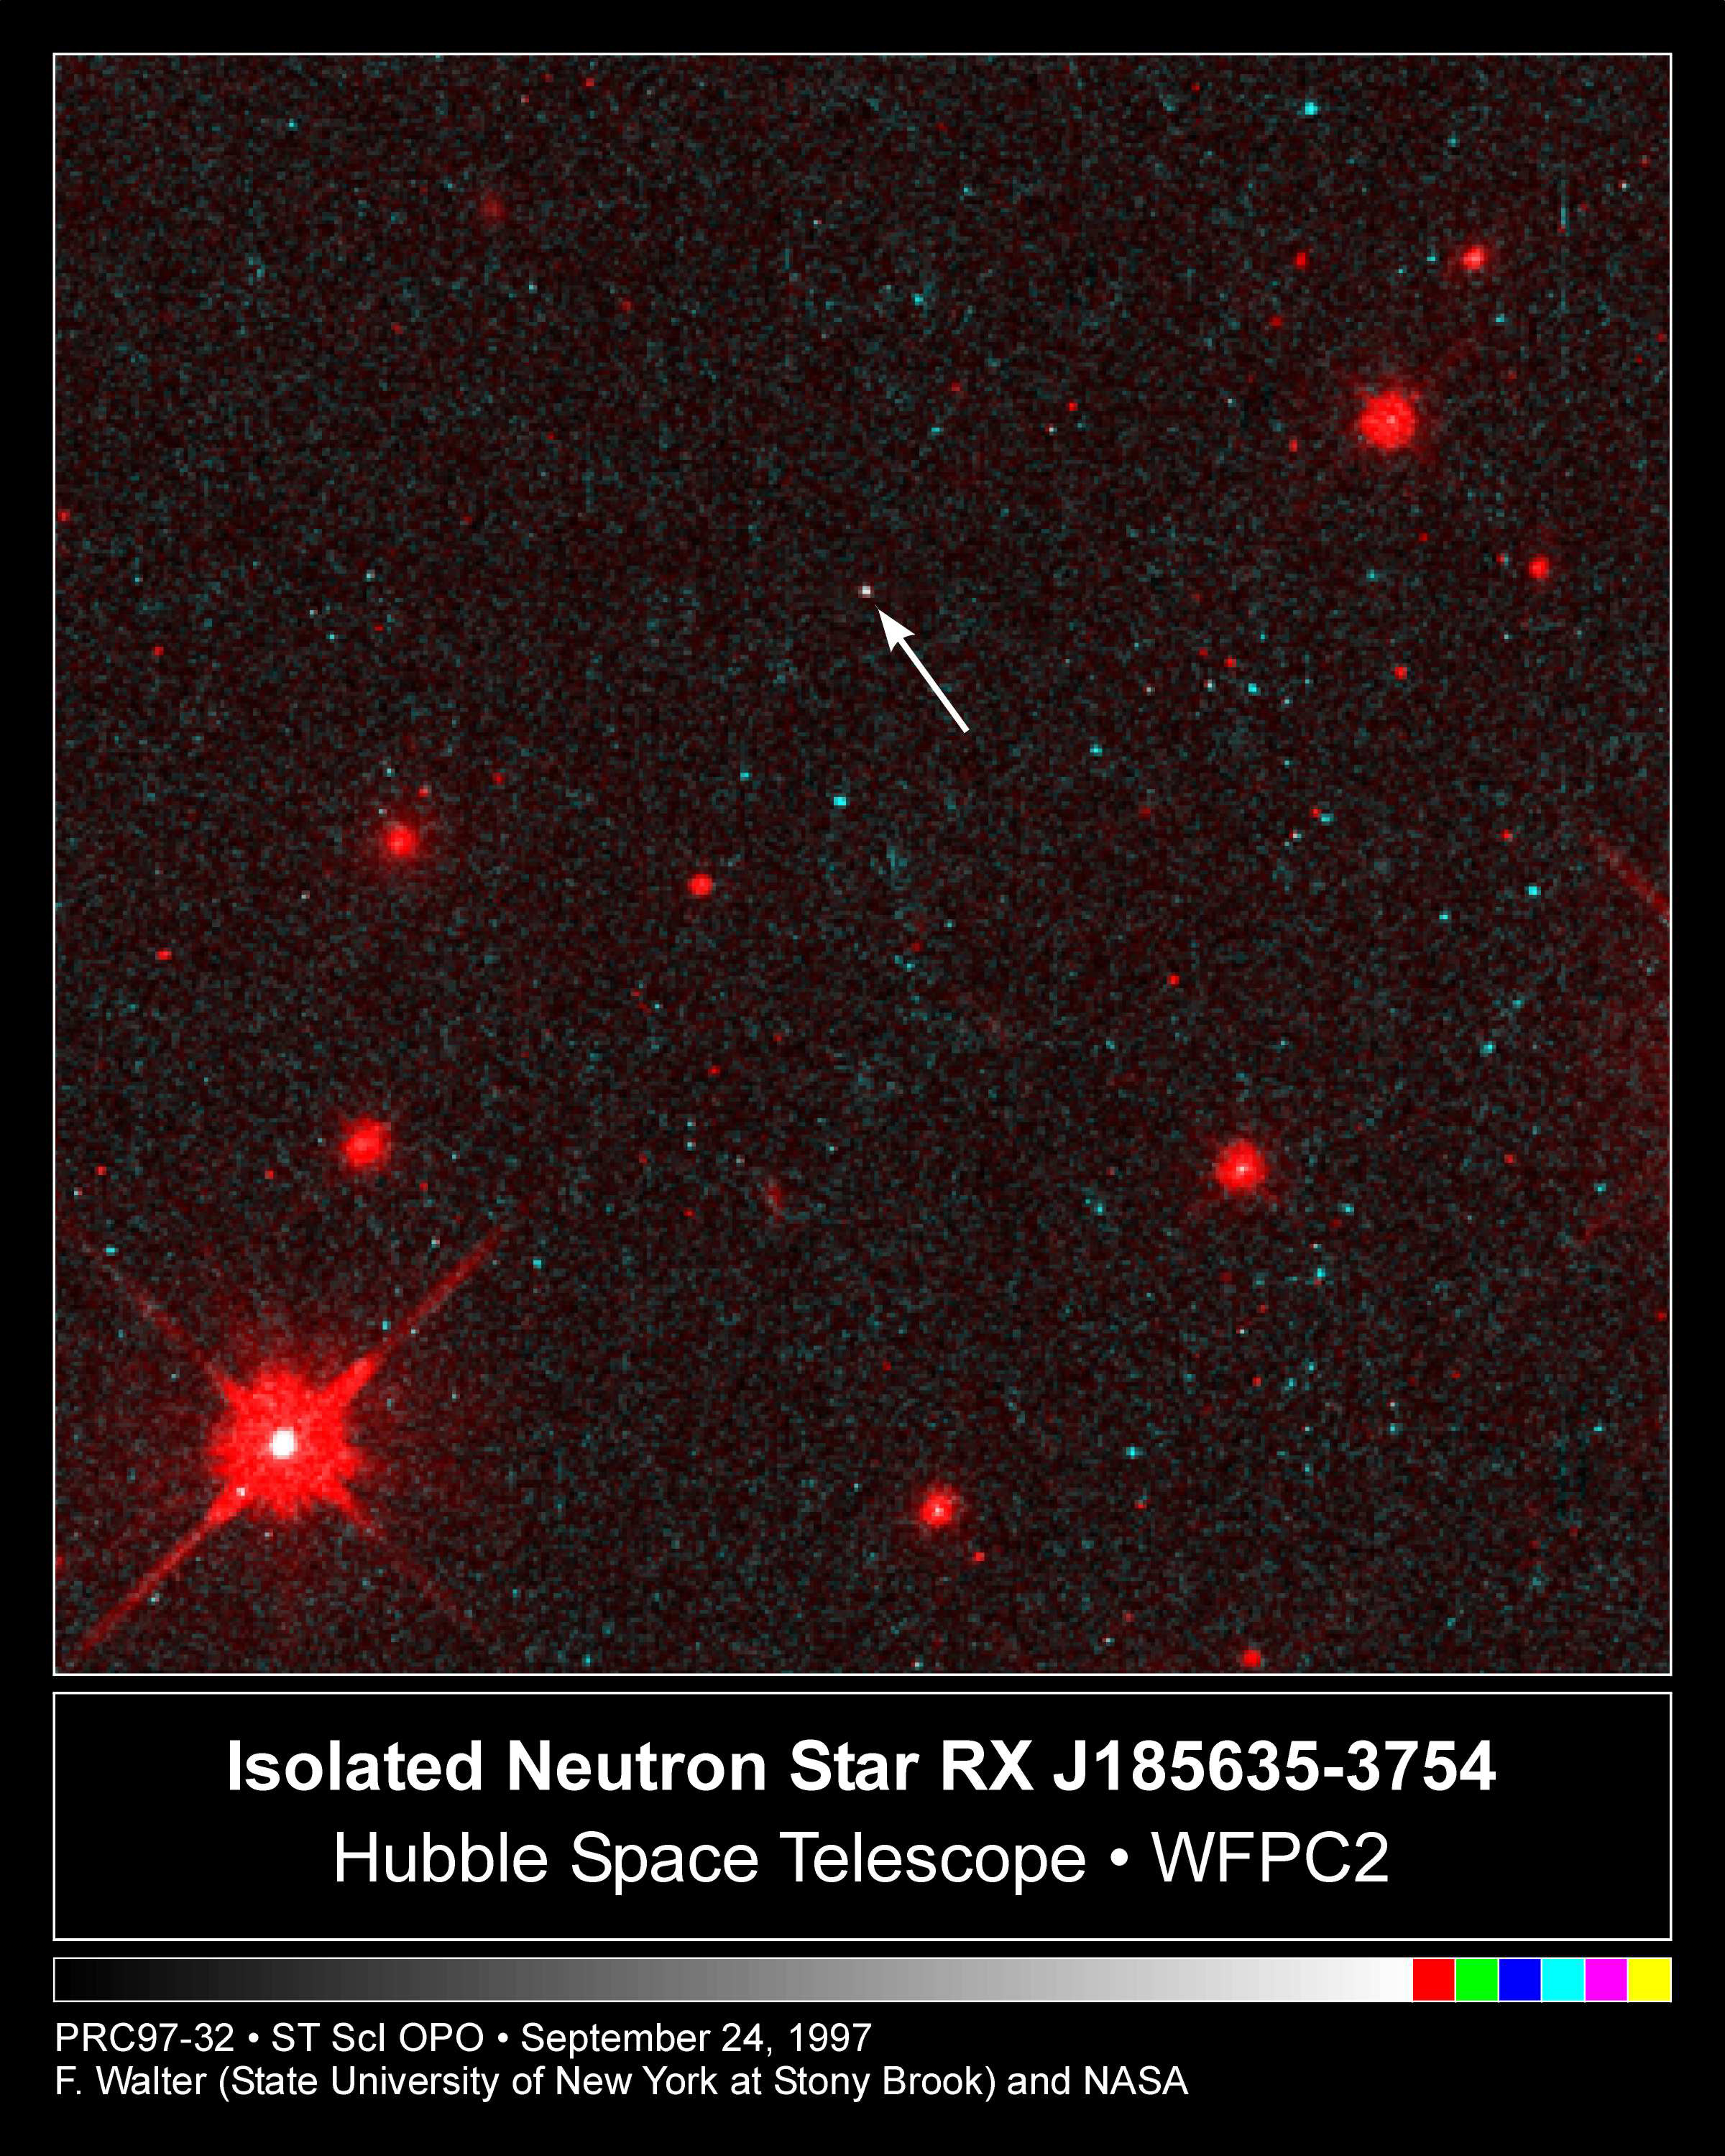 Isolated Neutron Star RX J185635-3754
Hubble Space Telescope • WFPC2
PRC97-32 • ST ScI OPO • September 24, 1997
F. Walter (State University of New York at Stony Brook) and NASA